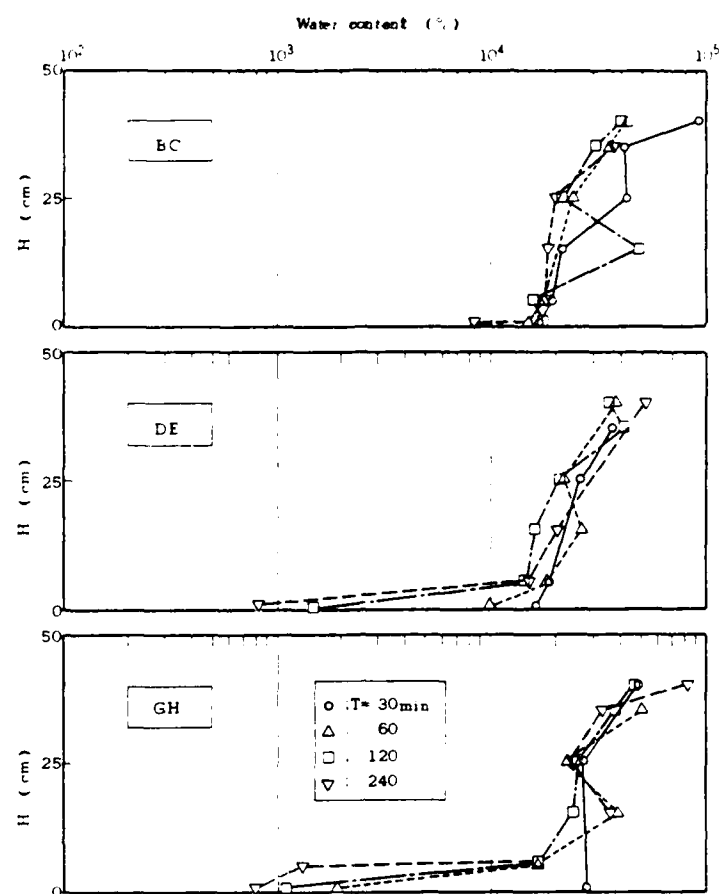 Water content (%)
10² 10³ 10⁴ 10⁵
50
BC
25
H (cm)
0
50
DE
25
H (cm)
0
50
GH
○ :T= 30min
△ : 60
□ : 120
▽ : 240
25
H (cm)
0